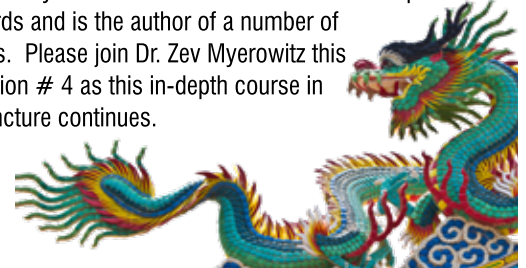 rds and is the author of a number of
s.  Please join Dr. Zev Myerowitz this
ion # 4 as this in-depth course in
ncture continues.